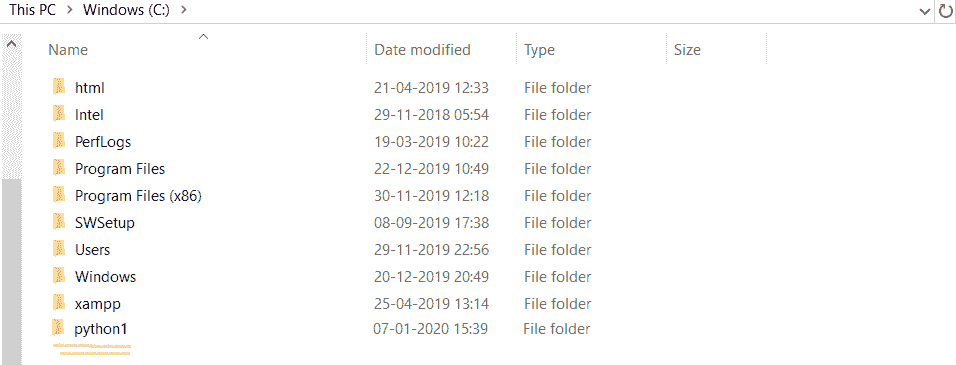 This PC > Windows (C:) >
Name Date modified Type Size
html 21-04-2019 12:33 File folder
Intel 29-11-2018 05:54 File folder
PerfLogs 19-03-2019 10:22 File folder
Program Files 22-12-2019 10:49 File folder
Program Files (x86) 30-11-2019 12:18 File folder
SWSetup 08-09-2019 17:38 File folder
Users 29-11-2019 22:56 File folder
Windows 20-12-2019 20:49 File folder
xampp 25-04-2019 13:14 File folder
python1 07-01-2020 15:39 File folder